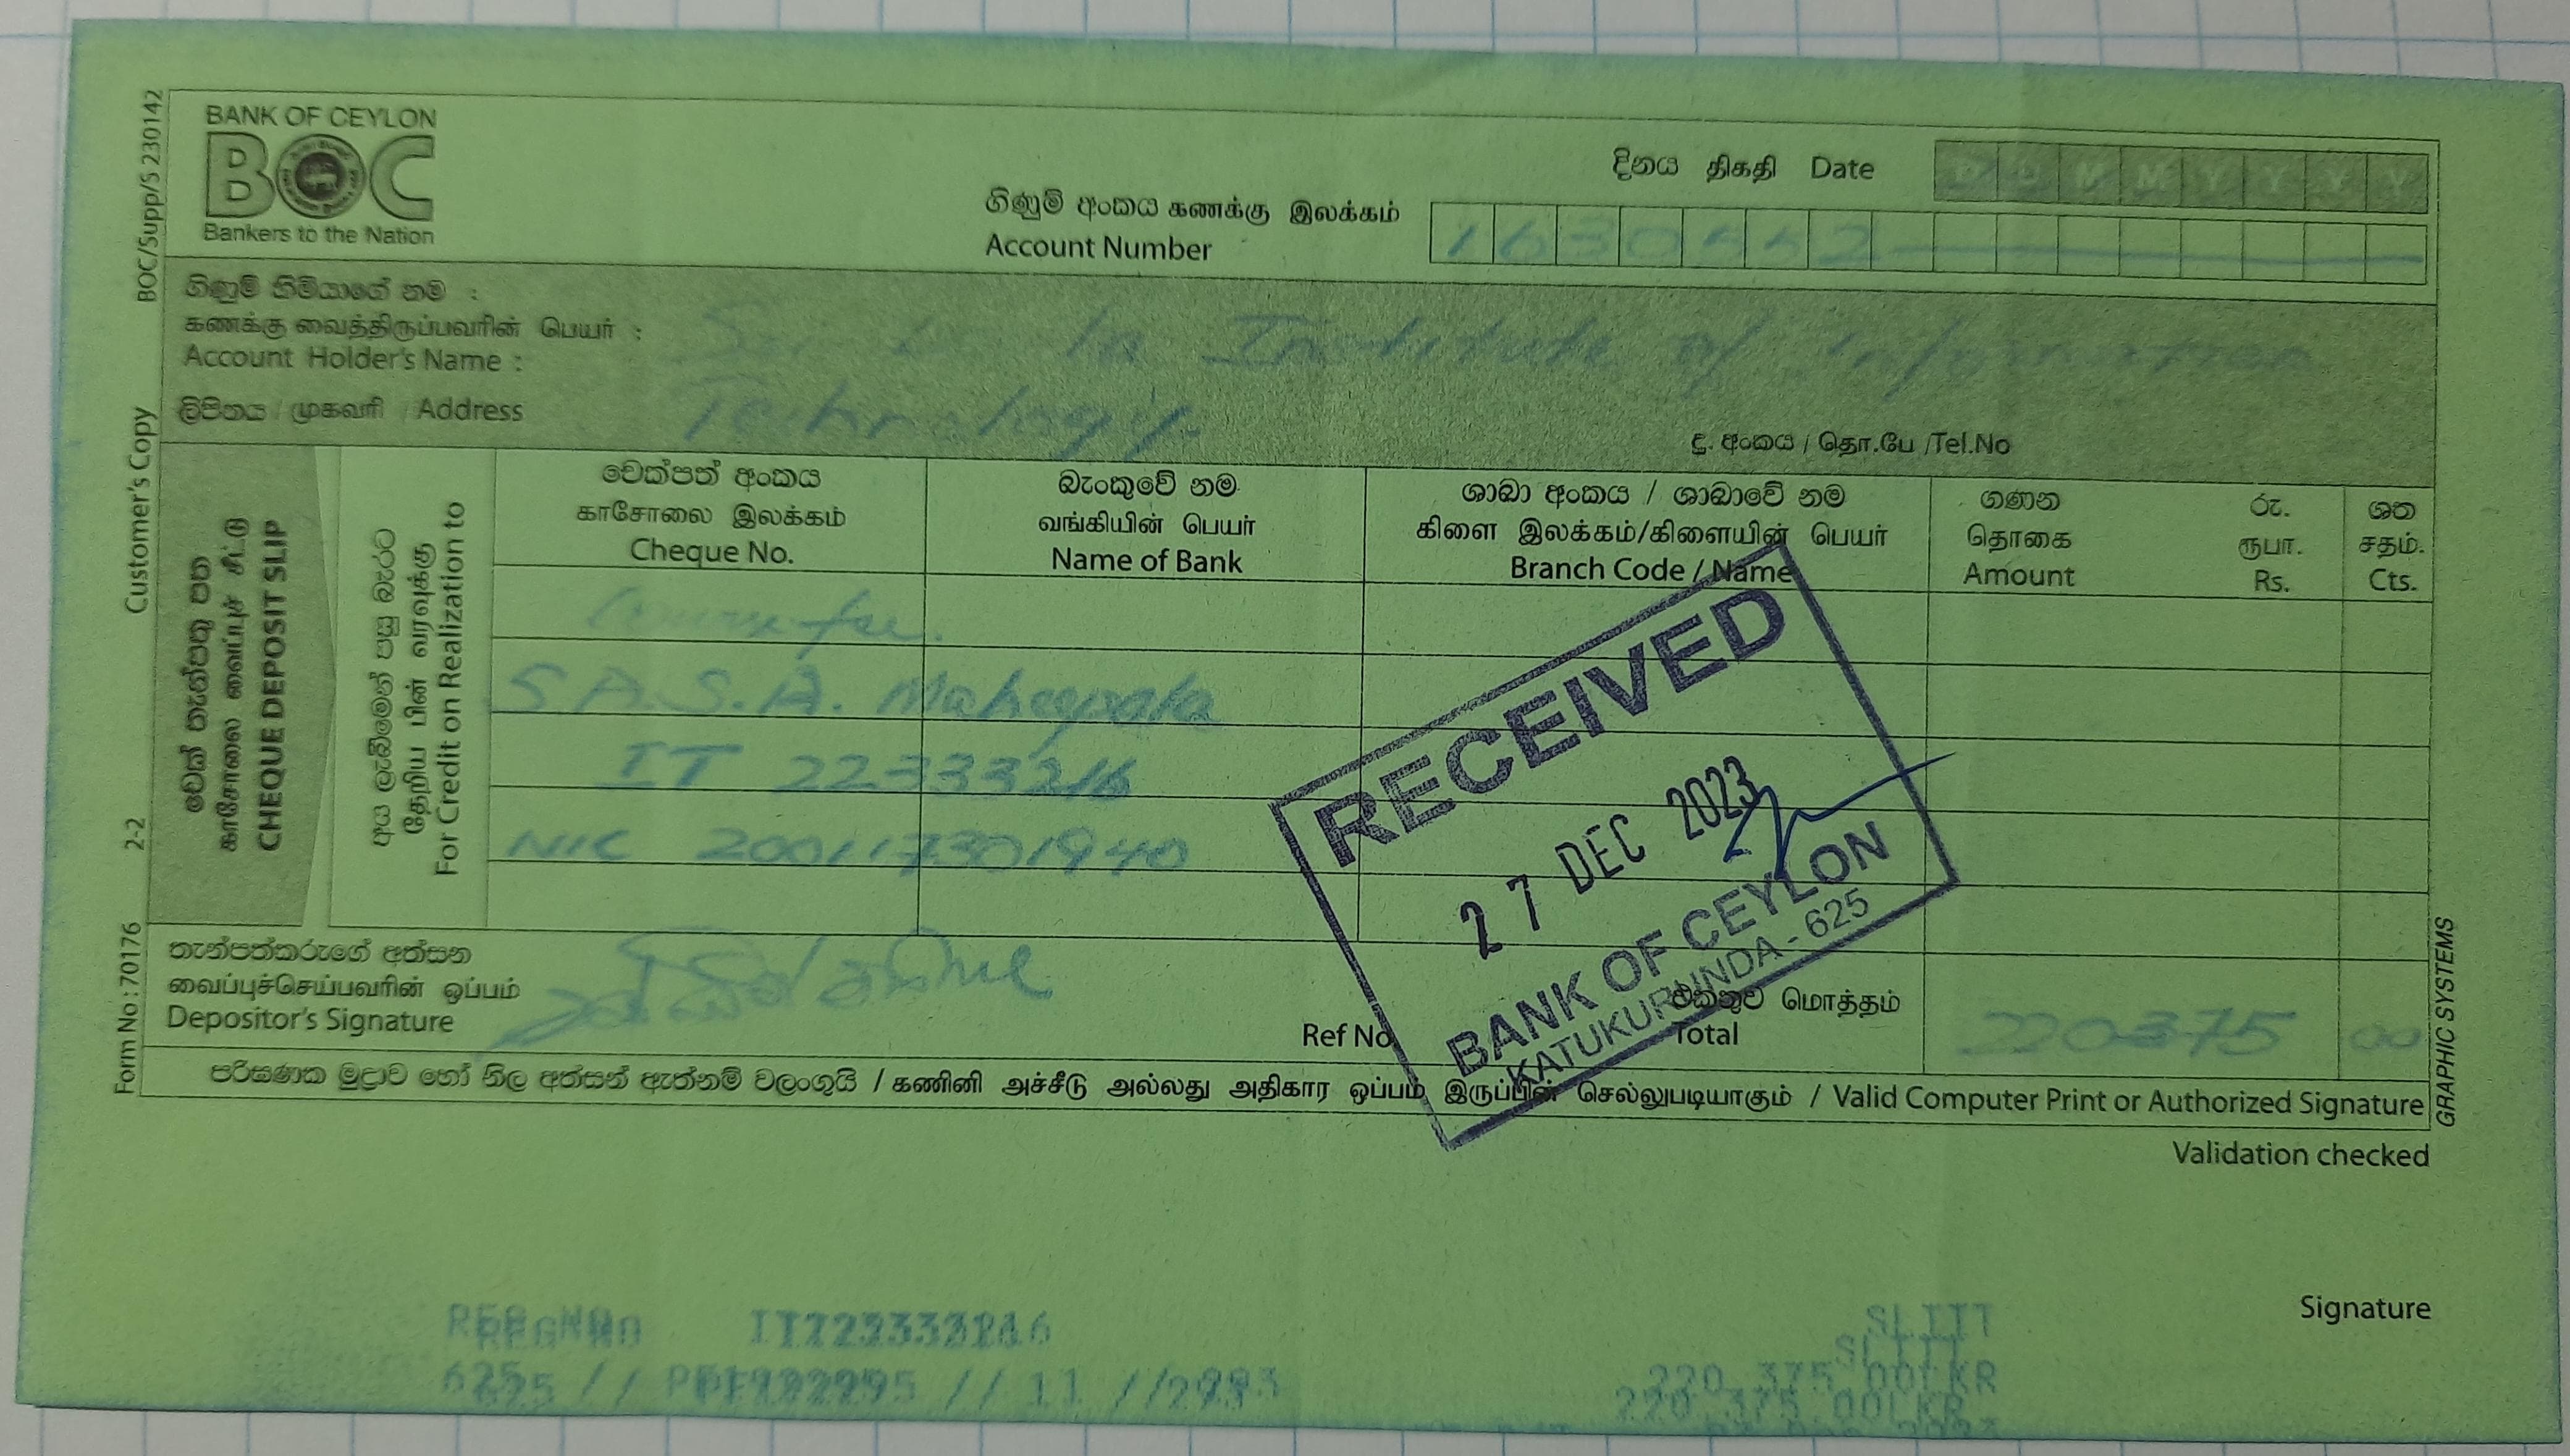 BANK OF CEYLON
BOC
Bankers to the Nation
දිනය திகதி Date
D D M M Y Y Y Y
ගිණුම් අංකය கணக்கு இலக்கம்
Account Number
1630552
ගිණුම් හිමියාගේ නම :
கணக்கு வைத்திருப்பவரின் பெயர் :
Account Holder's Name :
Institute of Information
Technology
ලිපිනය / முகவரி / Address
දු. අංකය / தொ.பே /Tel.No
BOC/Supp/S 230142
Customer's Copy
2-2
Form No : 70176
චෙක් තැන්පතු පත
காசோலை வைப்புச் சீட்டு
CHEQUE DEPOSIT SLIP
අය ලැබීමෙන් පසු බැරට
தேறிய பின் வரவுக்கு
For Credit on Realization to
චෙක්පත් අංකය
காசோலை இலக்கம்
Cheque No.
බැංකුවේ නම
வங்கியின் பெயர்
Name of Bank
ශාඛා අංකය / ශාඛාවේ නම
கிளை இலக்கம்/கிளையின் பெயர்
Branch Code / Name
ගණන රු. ශත
தொகை ரூபா. சதம்.
Amount Rs. Cts.
fee.
S A.S.A. Maheepala
IT 22333216
NIC 200117301940
RECEIVED
27 DEC 2023
BANK OF CEYLON
KATUKURUNDA - 625
තැන්පත්කරුගේ අත්සන
வைப்புச்செய்பவரின் ஒப்பம்
Depositor's Signature
Ref No
එකතුව மொத்தம்
Total
220375 00
පරිගණක මුද්‍රාව හෝ නිල අත්සන් ඇත්නම් වලංගුයි / கணினி அச்சீடு அல்லது அதிகார ஒப்பம் இருப்பின் செல்லுபடியாகும் / Valid Computer Print or Authorized Signature
GRAPHIC SYSTEMS
Validation checked
Signature
REG NO IT22333216 SLIIT
SLIIT
625 // // 11 // 220 375 00LKR
220 375 00LKR